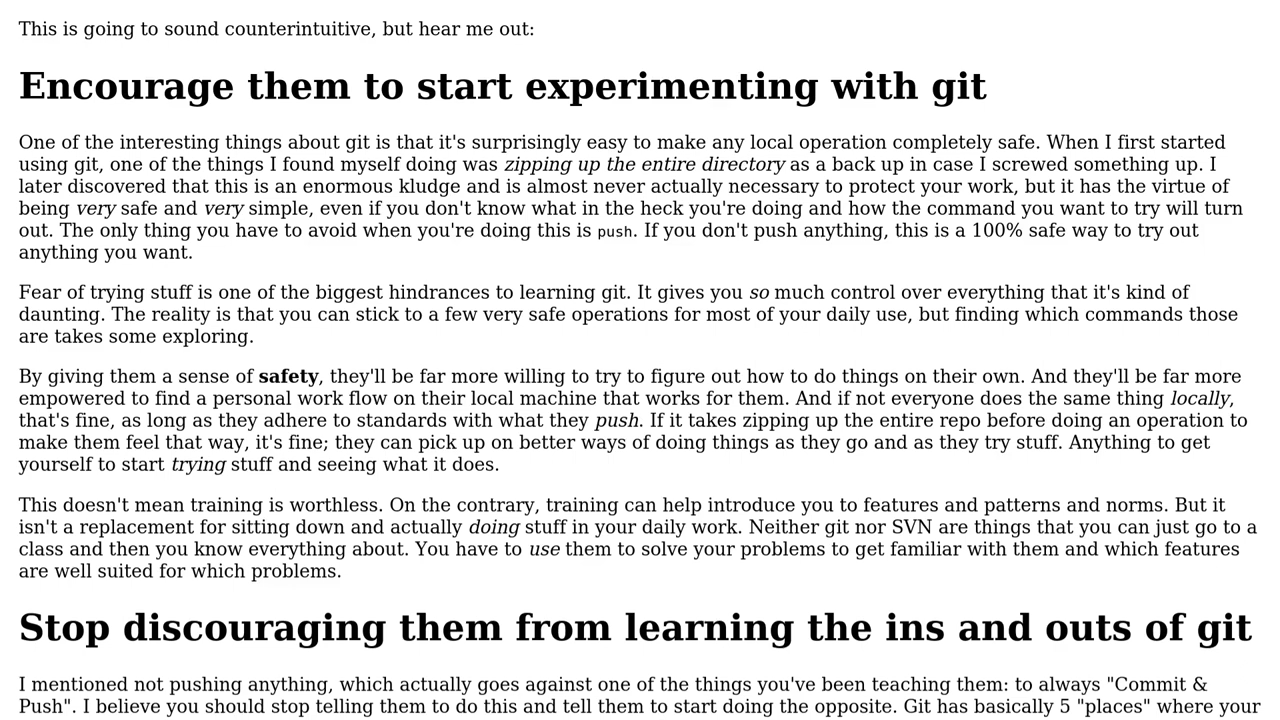 This is going to sound counterintuitive, but hear me out:
Encourage them to start experimenting with git
One of the interesting things about git is that it's surprisingly easy to make any local operation completely safe. When I first started
using git, one of the things I found myself doing was zipping up the entire directory as a back up in case I screwed something up. I
later discovered that this is an enormous kludge and is almost never actually necessary to protect your work, but it has the virtue of
being very safe and very simple, even if you don't know what in the heck you're doing and how the command you want to try will turn
out. The only thing you have to avoid when you're doing this is push. If you don't push anything, this is a 100% safe way to try out
anything you want.
Fear of trying stuff is one of the biggest hindrances to learning git. It gives you so much control over everything that it's kind of
daunting. The reality is that you can stick to a few very safe operations for most of your daily use, but finding which commands those
are takes some exploring.
By giving them a sense of safety, they'll be far more willing to try to figure out how to do things on their own. And they'll be far more
empowered to find a personal work flow on their local machine that works for them. And if not everyone does the same thing locally,
that's fine, as long as they adhere to standards with what they push. If it takes zipping up the entire repo before doing an operation to
make them feel that way, it's fine; they can pick up on better ways of doing things as they go and as they try stuff. Anything to get
yourself to start trying stuff and seeing what it does.
This doesn't mean training is worthless. On the contrary, training can help introduce you to features and patterns and norms. But it
isn't a replacement for sitting down and actually doing stuff in your daily work. Neither git nor SVN are things that you can just go to a
class and then you know everything about. You have to use them to solve your problems to get familiar with them and which features
are well suited for which problems.
Stop discouraging them from learning the ins and outs of git
I mentioned not pushing anything, which actually goes against one of the things you've been teaching them: to always "Commit &
Push". I believe you should stop telling them to do this and tell them to start doing the opposite. Git has basically 5 "places" where your